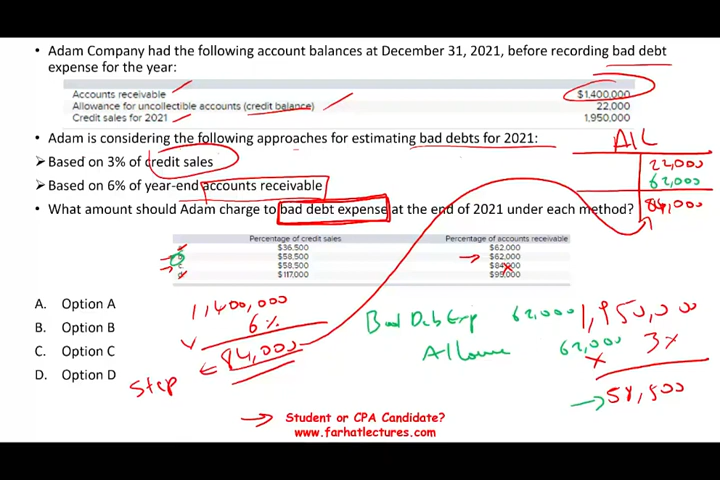 • Adam Company had the following account balances at December 31, 2021, before recording bad debt
expense for the year:
Accounts receivable $1,400,000
Allowance for uncollectible accounts (credit balance) 22,000
Credit sales for 2021 1,950,000
• Adam is considering the following approaches for estimating bad debts for 2021:
A/C
22,000
➢Based on 3% of credit sales
62,000
➢Based on 6% of year-end accounts receivable
84,000
• What amount should Adam charge to bad debt expense at the end of 2021 under each method?
Percentage of credit sales Percentage of accounts receivable
$36,500 $62,000
$58,500 $62,000
$58,500 $84,000
$117,000 $95,000
A. Option A
1,400,000
6%
84,000
Bad Deb Exp 62,000
Allowance 62,000
1,950,000
3%
58,500
B. Option B
C. Option C
D. Option D
Step
Student or CPA Candidate?
www.farhatlectures.com